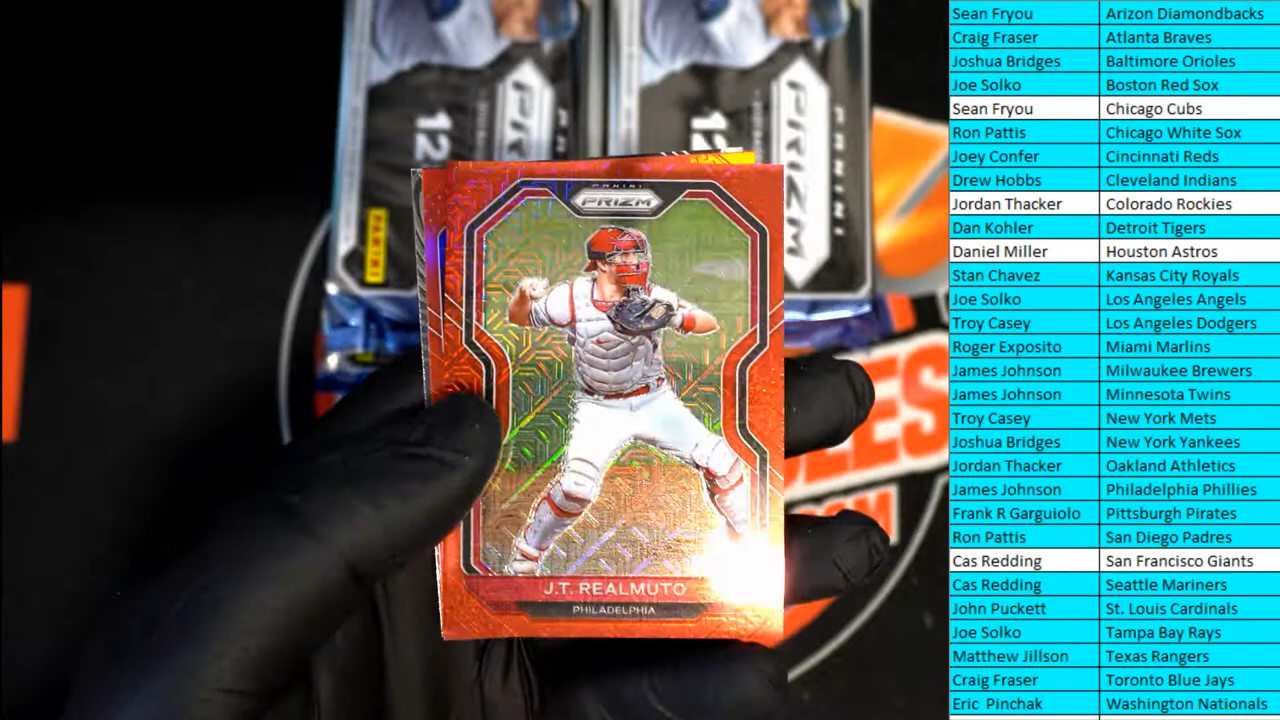 12
PRIZM
PANINI
12
PRIZM
PANINI
PANINI
PRIZM
J.T. REALMUTO
PHILADELPHIA
Sean Fryou Arizon Diamondbacks
Craig Fraser Atlanta Braves
Joshua Bridges Baltimore Orioles
Joe Solko Boston Red Sox
Sean Fryou Chicago Cubs
Ron Pattis Chicago White Sox
Joey Confer Cincinnati Reds
Drew Hobbs Cleveland Indians
Jordan Thacker Colorado Rockies
Dan Kohler Detroit Tigers
Daniel Miller Houston Astros
Stan Chavez Kansas City Royals
Joe Solko Los Angeles Angels
Troy Casey Los Angeles Dodgers
Roger Exposito Miami Marlins
James Johnson Milwaukee Brewers
James Johnson Minnesota Twins
Troy Casey New York Mets
Joshua Bridges New York Yankees
Jordan Thacker Oakland Athletics
James Johnson Philadelphia Phillies
Frank R Garguiolo Pittsburgh Pirates
Ron Pattis San Diego Padres
Cas Redding San Francisco Giants
Cas Redding Seattle Mariners
John Puckett St. Louis Cardinals
Joe Solko Tampa Bay Rays
Matthew Jillson Texas Rangers
Craig Fraser Toronto Blue Jays
Eric Pinchak Washington Nationals